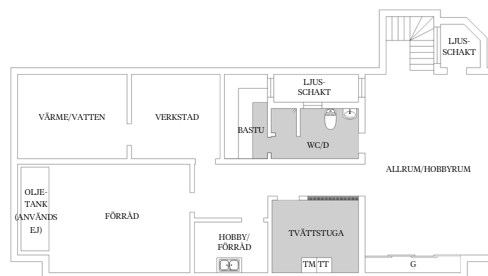 LJUS-
SCHAKT
LJUS-
SCHAKT
VÄRME/VATTEN
VERKSTAD
BASTU
WC/D
ALLRUM/HOBBYRUM
OLJE-
TANK
(ANVÄNDS
EJ)
FÖRRÅD
HOBBY/
FÖRRÅD
TVÄTTSTUGA
TM TT
G